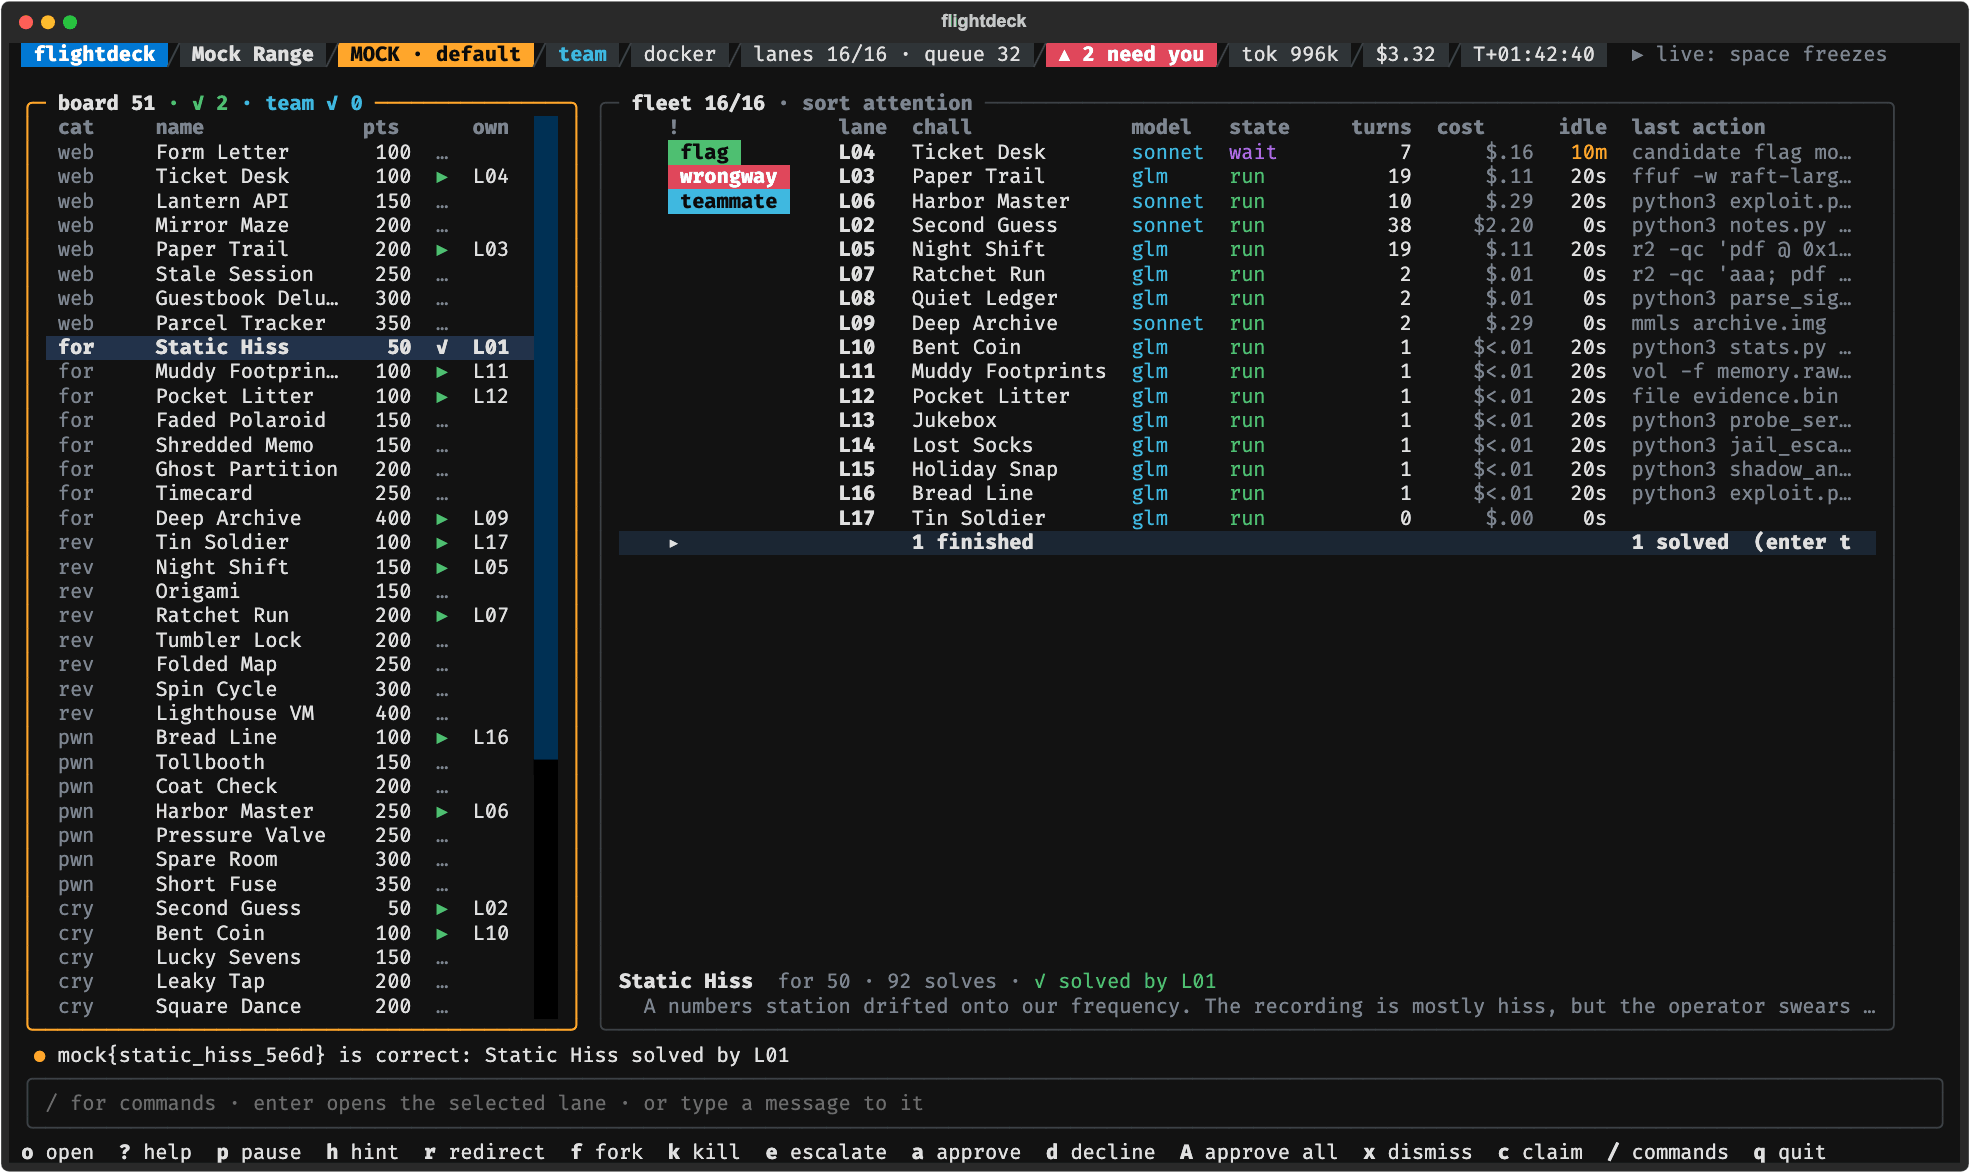 flightdeck
flightdeck / Mock Range / MOCK · default / team / docker / lanes 16/16 · queue 32 / ▲ 2 need you / tok 996k / $3.32 / T+01:42:40 ▶ live: space freezes
board 51 · √ 2 · team √ 0
cat name pts own
web Form Letter 100 …
web Ticket Desk 100 ▶ L04
web Lantern API 150 …
web Mirror Maze 200 …
web Paper Trail 200 ▶ L03
web Stale Session 250 …
web Guestbook Delu… 300 …
web Parcel Tracker 350 …
for Static Hiss 50 √ L01
for Muddy Footprin… 100 ▶ L11
for Pocket Litter 100 ▶ L12
for Faded Polaroid 150 …
for Shredded Memo 150 …
for Ghost Partition 200 …
for Timecard 250 …
for Deep Archive 400 ▶ L09
rev Tin Soldier 100 ▶ L17
rev Night Shift 150 ▶ L05
rev Origami 150 …
rev Ratchet Run 200 ▶ L07
rev Tumbler Lock 200 …
rev Folded Map 250 …
rev Spin Cycle 300 …
rev Lighthouse VM 400 …
pwn Bread Line 100 ▶ L16
pwn Tollbooth 150 …
pwn Coat Check 200 …
pwn Harbor Master 250 ▶ L06
pwn Pressure Valve 250 …
pwn Spare Room 300 …
pwn Short Fuse 350 …
cry Second Guess 50 ▶ L02
cry Bent Coin 100 ▶ L10
cry Lucky Sevens 150 …
cry Leaky Tap 200 …
cry Square Dance 200 …
fleet 16/16 · sort attention
! lane chall model state turns cost idle last action
flag L04 Ticket Desk sonnet wait 7 $.16 10m candidate flag mo…
wrongway L03 Paper Trail glm run 19 $.11 20s ffuf -w raft-larg…
teammate L06 Harbor Master sonnet run 10 $.29 20s python3 exploit.p…
L02 Second Guess sonnet run 38 $2.20 0s python3 notes.py …
L05 Night Shift glm run 19 $.11 20s r2 -qc 'pdf @ 0x1…
L07 Ratchet Run glm run 2 $.01 0s r2 -qc 'aaa; pdf …
L08 Quiet Ledger glm run 2 $.01 0s python3 parse_sig…
L09 Deep Archive sonnet run 2 $.29 0s mmls archive.img
L10 Bent Coin glm run 1 $<.01 20s python3 stats.py …
L11 Muddy Footprints glm run 1 $<.01 20s vol -f memory.raw…
L12 Pocket Litter glm run 1 $<.01 20s file evidence.bin
L13 Jukebox glm run 1 $<.01 20s python3 probe_ser…
L14 Lost Socks glm run 1 $<.01 20s python3 jail_esca…
L15 Holiday Snap glm run 1 $<.01 20s python3 shadow_an…
L16 Bread Line glm run 1 $<.01 20s python3 exploit.p…
L17 Tin Soldier glm run 0 $.00 0s
▶ 1 finished 1 solved (enter t
Static Hiss for 50 · 92 solves · √ solved by L01
A numbers station drifted onto our frequency. The recording is mostly hiss, but the operator swears …
● mock{static_hiss_5e6d} is correct: Static Hiss solved by L01
/ for commands · enter opens the selected lane · or type a message to it
o open ? help p pause h hint r redirect f fork k kill e escalate a approve d decline A approve all x dismiss c claim / commands q quit